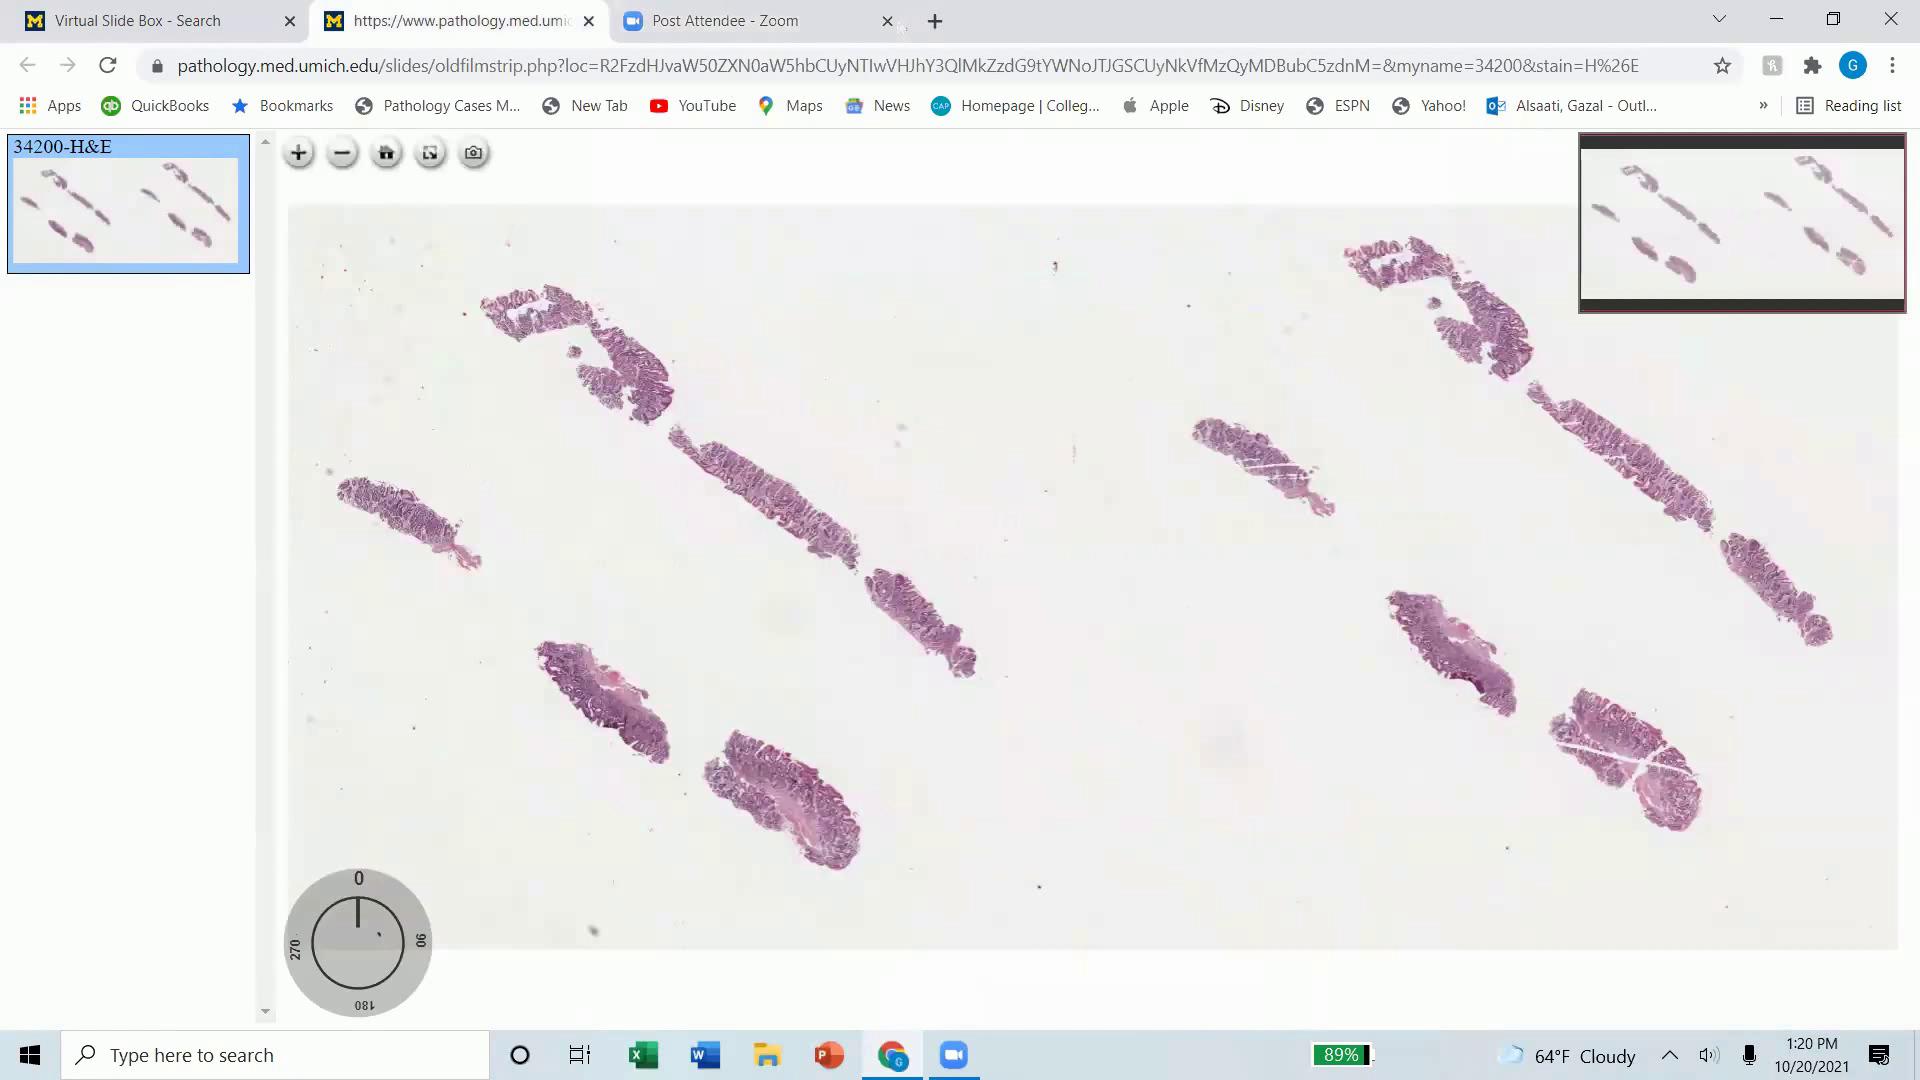 Virtual Slide Box - Search
https://www.pathology.med.umic
Post Attendee - Zoom
pathology.med.umich.edu/slides/oldfilmstrip.php?loc=R2FzdHJvaW50ZXN0aW5hbCUyNTIwVHJhY3QlMkZzdG9tYWNoJTJGSCUyNkVfMzQyMDBubC5zdnM=&myname=34200&stain=H%26E
G
Apps
QuickBooks
Bookmarks
Pathology Cases M...
New Tab
YouTube
Maps
News
CAP
Homepage | Colleg...
Apple
Disney
ESPN
Yahoo!
Alsaati, Gazal - Outl...
»
Reading list
34200-H&E
0
90
180
270
Type here to search
89%
64°F Cloudy
1:20 PM
10/20/2021